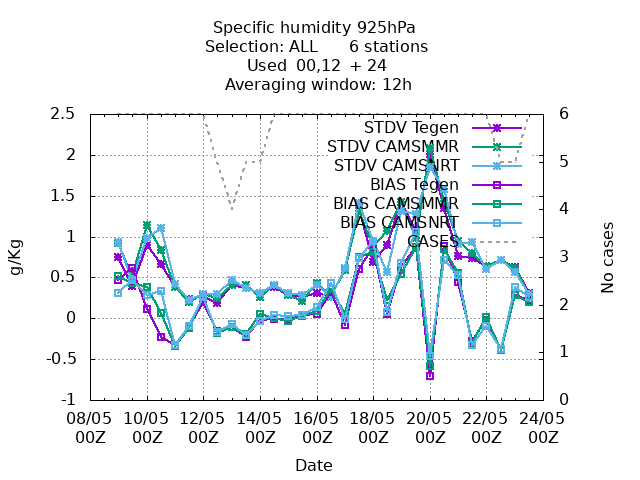 Specific humidity 925hPa
Selection: ALL 6 stations
Used 00,12 + 24
Averaging window: 12h
2.5
2
1.5
1
0.5
0
-0.5
-1
g/Kg
6
5
4
3
2
1
0
No cases
STDV Tegen
STDV CAMSMMR
STDV CAMSNRT
BIAS Tegen
BIAS CAMSMMR
BIAS CAMSNRT
CASES
08/05 10/05 12/05 14/05 16/05 18/05 20/05 22/05 24/05
00Z 00Z 00Z 00Z 00Z 00Z 00Z 00Z 00Z
Date